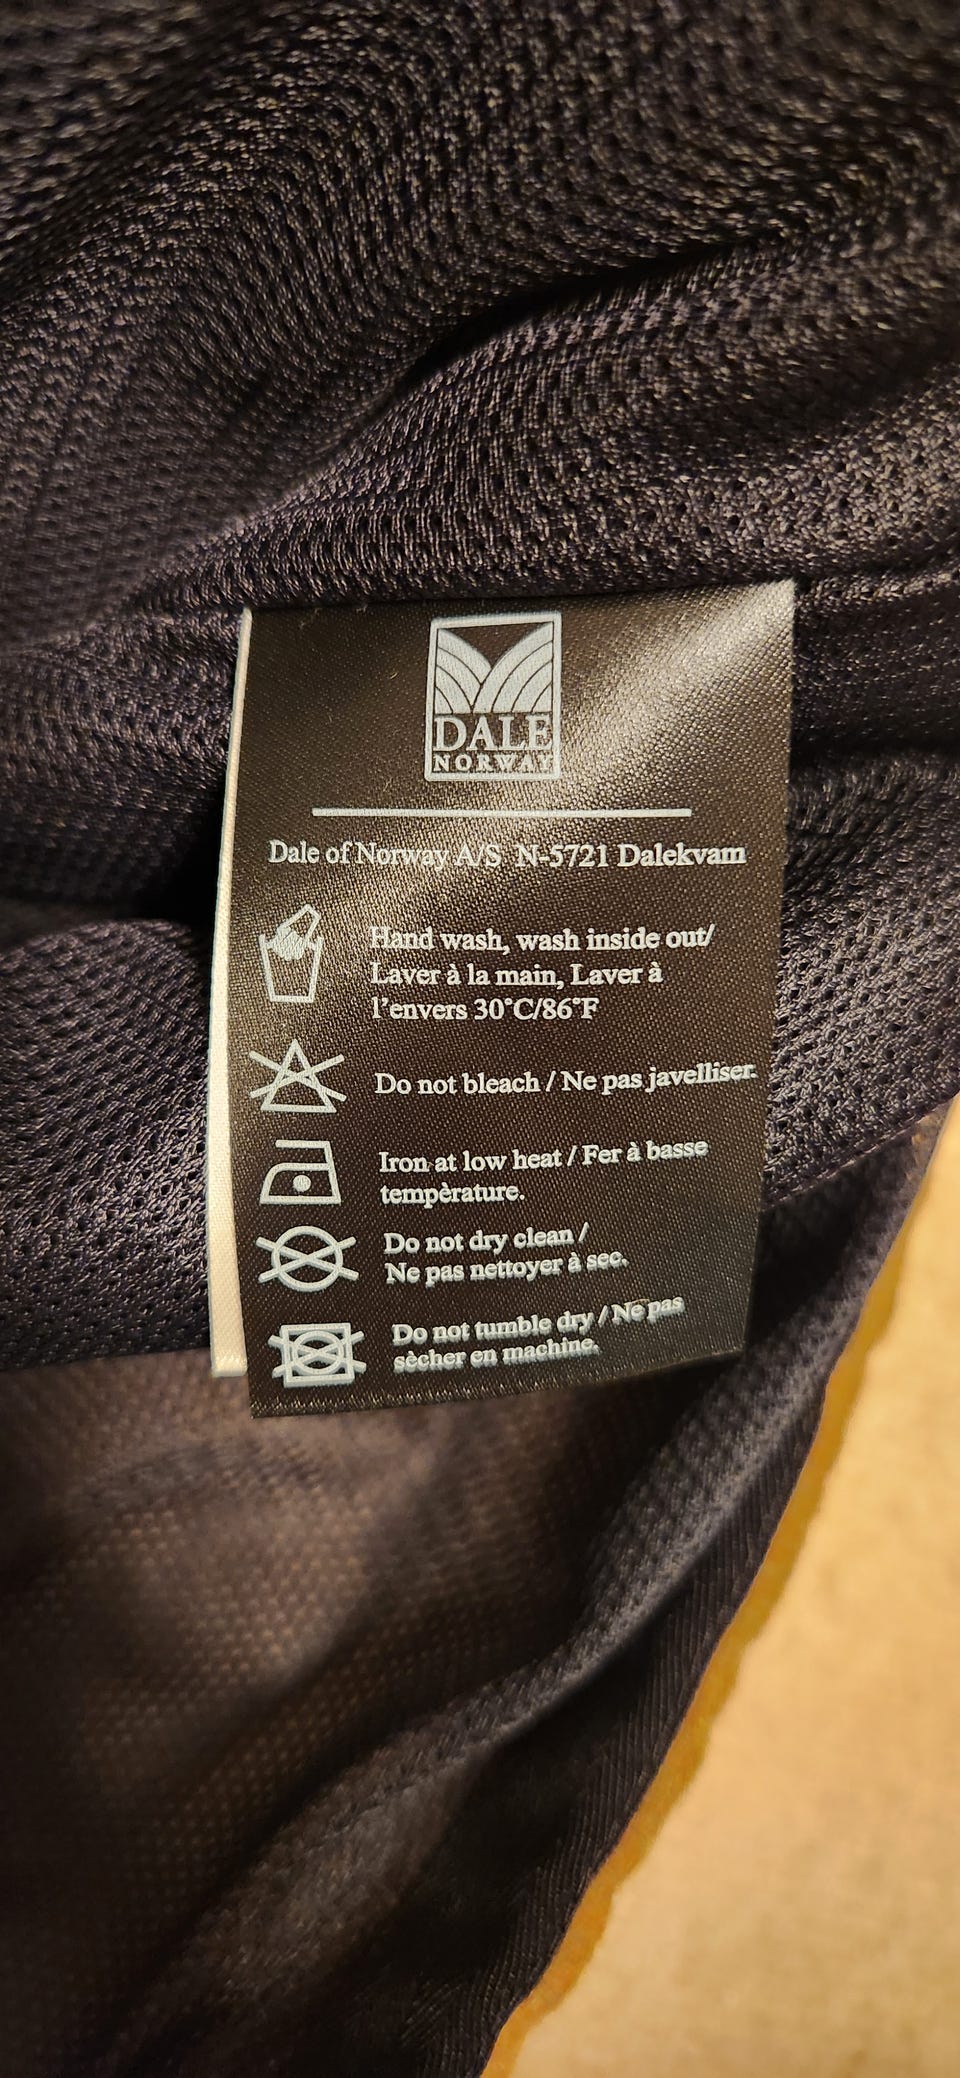 DALE
NORWAY
Dale of Norway A/S N-5721 Dalekvam
Hand wash, wash inside out/
Laver à la main, Laver à
l'envers 30°C/86°F
Do not bleach / Ne pas javelliser.
Iron at low heat / Fer à basse
tempèrature.
Do not dry clean /
Ne pas nettoyer à sec.
Do not tumble dry / Ne pas
sècher en machine.